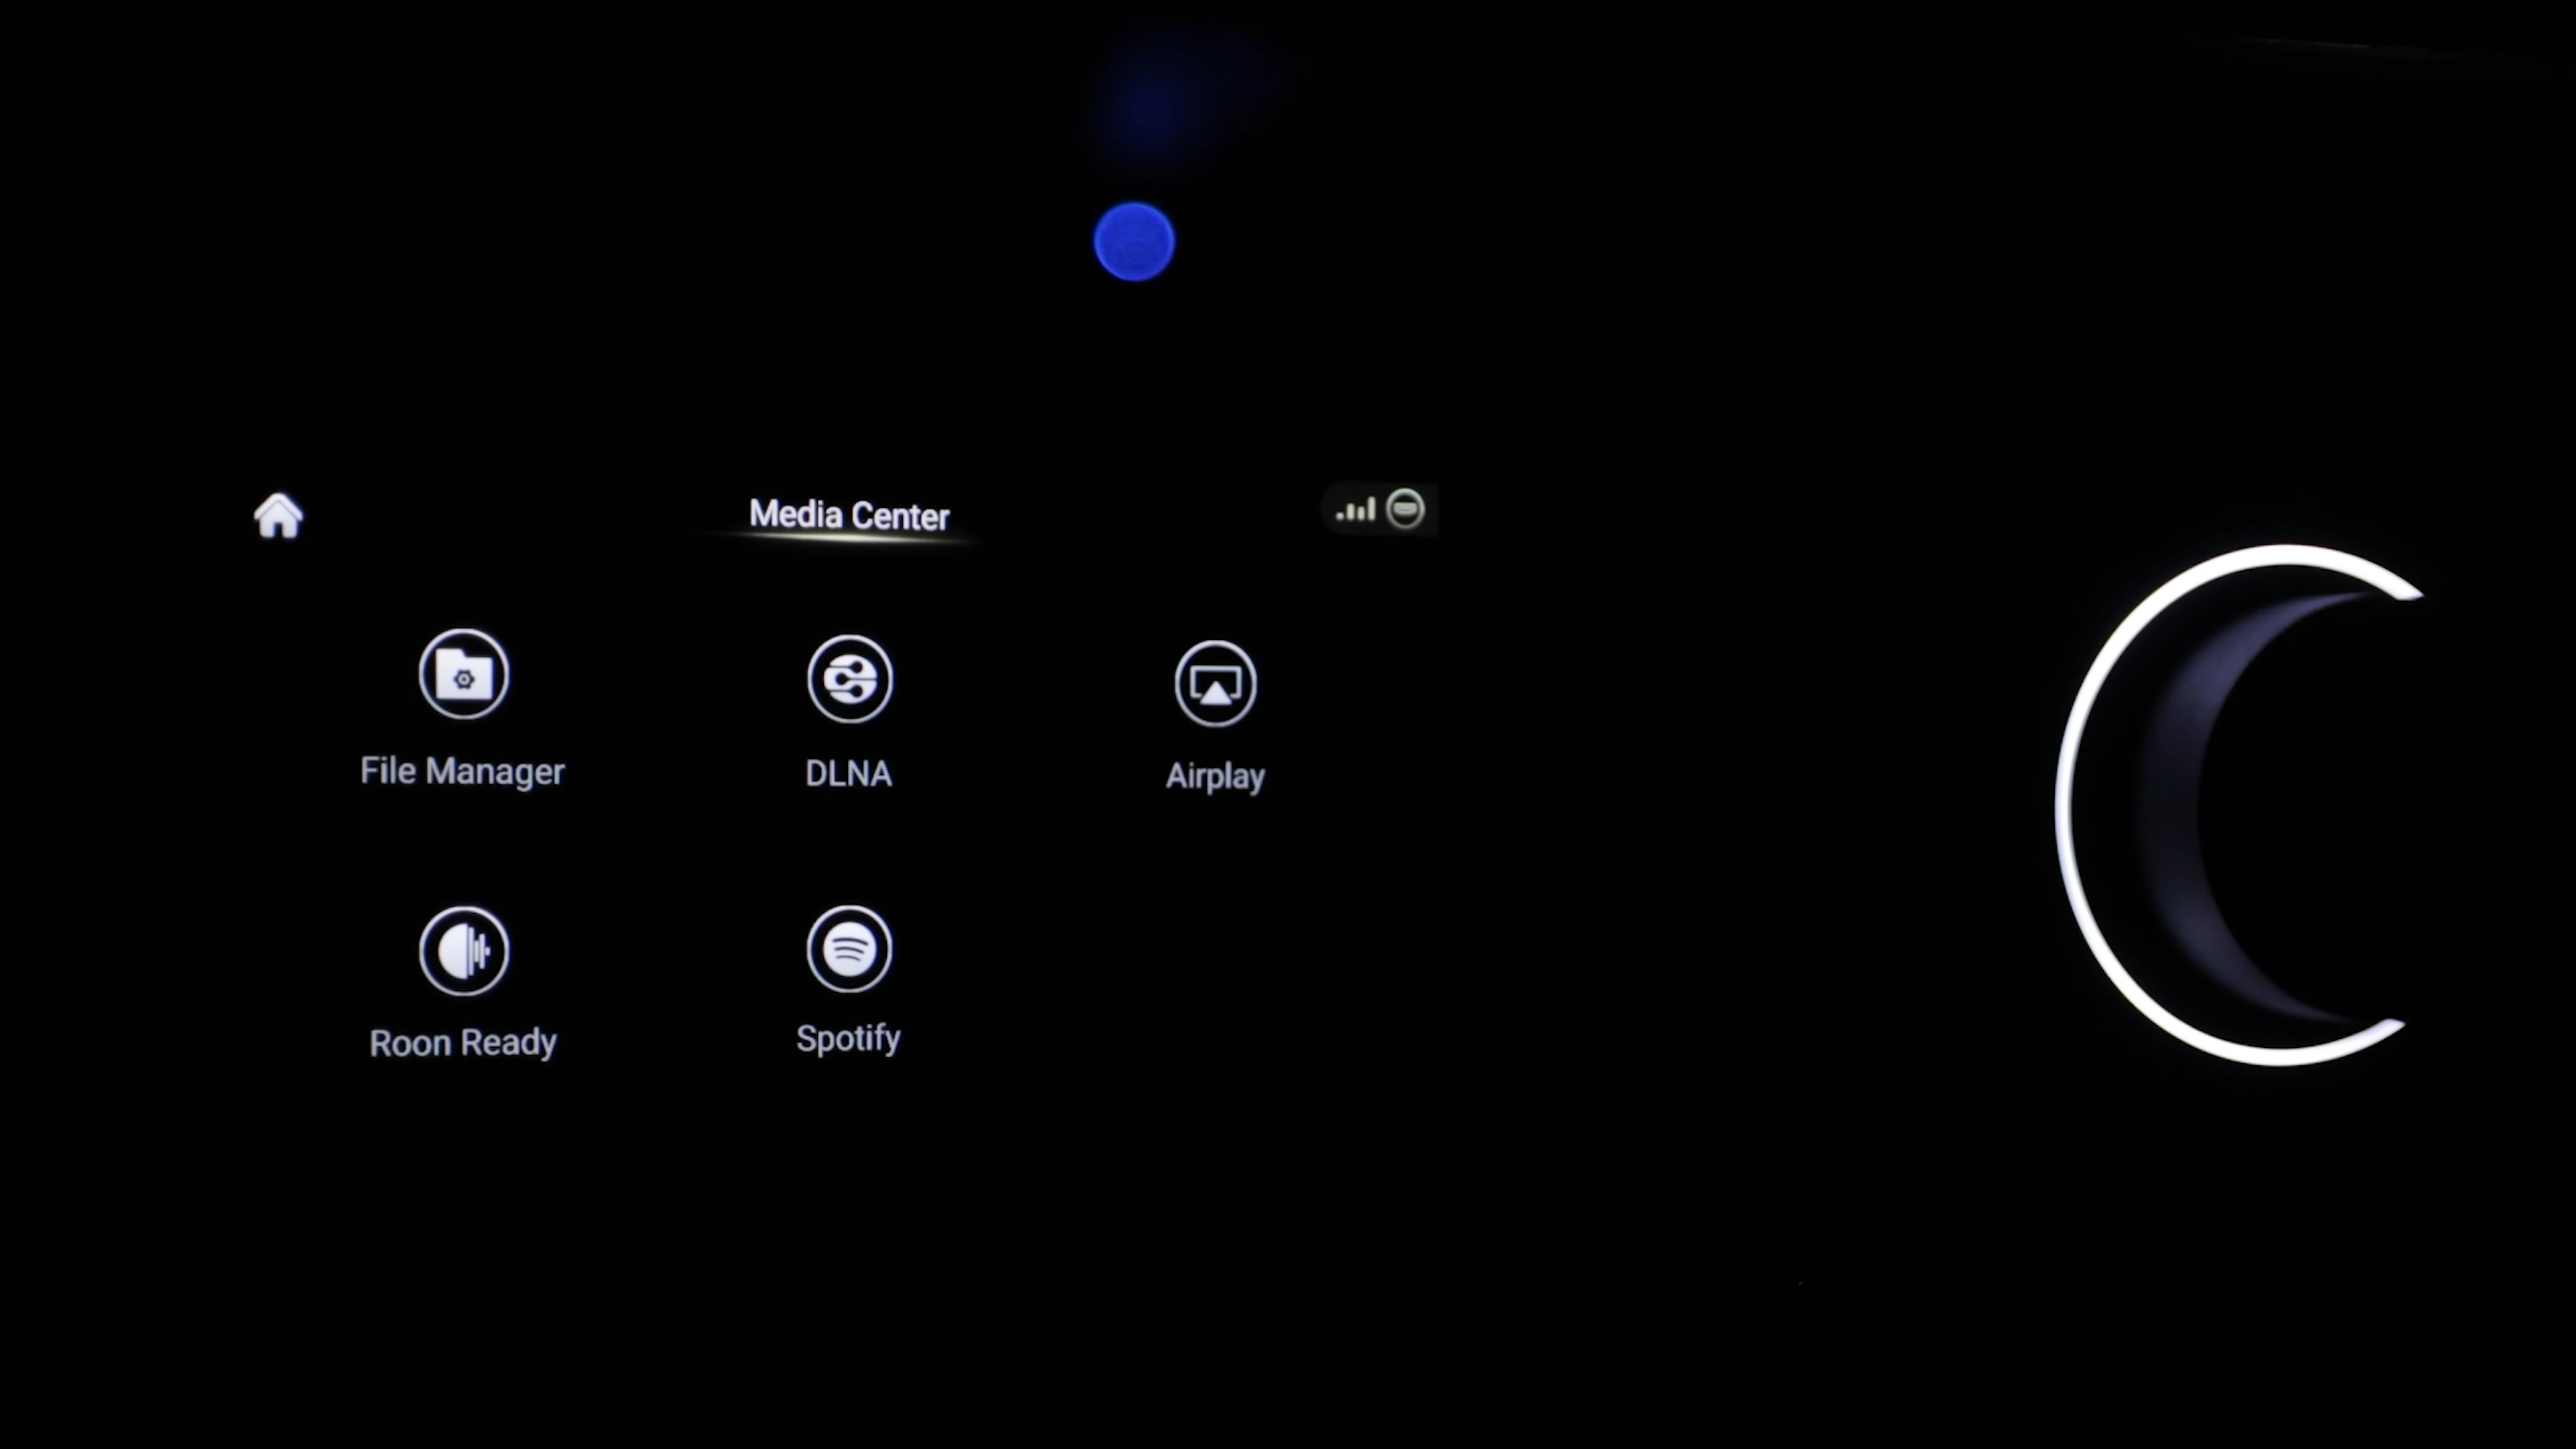 Media Center
File Manager
DLNA
Airplay
Roon Ready
Spotify